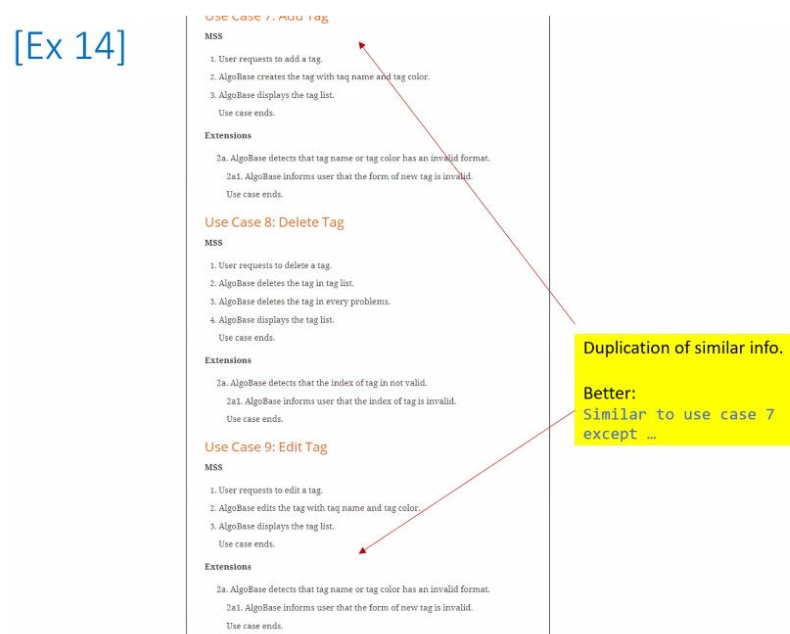 [Ex 14]
Use Case 7: Add Tag
MSS
1. User requests to add a tag.
2. AlgoBase creates the tag with taq name and tag color.
3. AlgoBase displays the tag list.
Use case ends.
Extensions
2a. AlgoBase detects that tag name or tag color has an invalid format.
2a1. AlgoBase informs user that the form of new tag is invalid.
Use case ends.
Use Case 8: Delete Tag
MSS
1. User requests to delete a tag.
2. AlgoBase deletes the tag in tag list.
3. AlgoBase deletes the tag in every problems.
4. AlgoBase displays the tag list.
Use case ends.
Extensions
2a. AlgoBase detects that the index of tag in not valid.
2a1. AlgoBase informs user that the index of tag is invalid.
Use case ends.
Use Case 9: Edit Tag
MSS
1. User requests to edit a tag.
2. AlgoBase edits the tag with taq name and tag color.
3. AlgoBase displays the tag list.
Use case ends.
Extensions
2a. AlgoBase detects that tag name or tag color has an invalid format.
2a1. AlgoBase informs user that the form of new tag is invalid.
Use case ends.
Duplication of similar info.
Better:
Similar to use case 7
except …